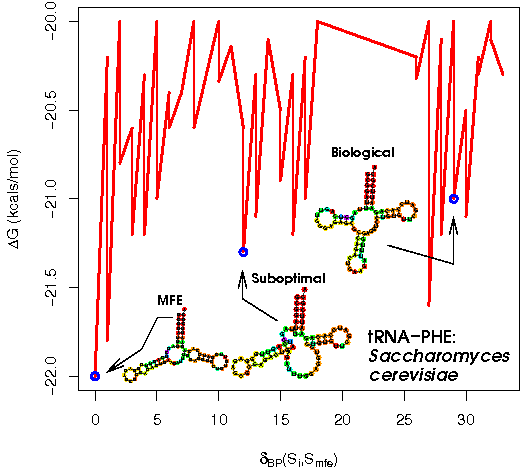 −20.0
−20.5
−21.0
−21.5
−22.0
ΔG (kcals/mol)
Biological
Suboptimal
MFE
tRNA−PHE:
Saccharomyces
cerevisiae
0 5 10 15 20 25 30
δBP(Si,Smfe)